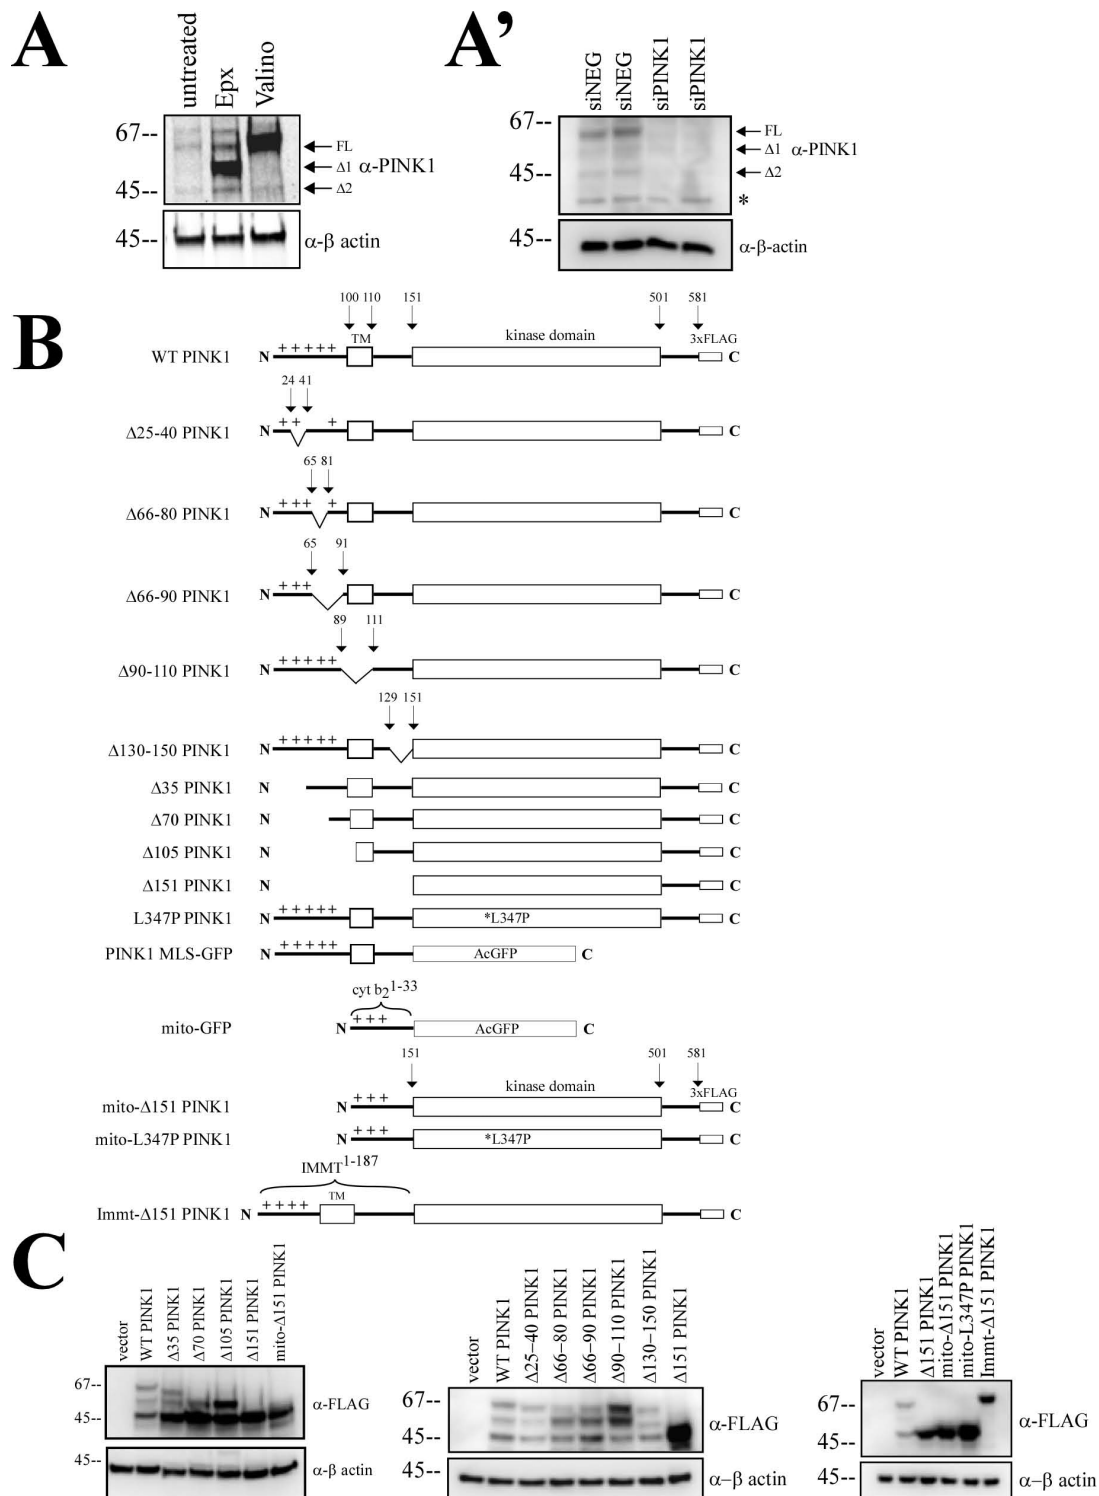 A
untreated
Epx
Valino
67--
45--
FL
Δ1 α-PINK1
Δ2
45--
α-β actin
A’
siNEG
siNEG
siPINK1
siPINK1
67--
45--
FL
Δ1 α-PINK1
Δ2
*
45--
α-β-actin
B
100 110 151 501 581
TM kinase domain 3xFLAG
WT PINK1 N +++++ C
24 41
Δ25-40 PINK1 N ++ + C
65 81
Δ66-80 PINK1 N +++ + C
65 91
Δ66-90 PINK1 N +++ C
89 111
Δ90-110 PINK1 N +++++ C
129 151
Δ130-150 PINK1 N +++++ C
Δ35 PINK1 N C
Δ70 PINK1 N C
Δ105 PINK1 N C
Δ151 PINK1 N C
L347P PINK1 N +++++ *L347P C
PINK1 MLS-GFP N +++++ AcGFP C
cyt b2 1-33
mito-GFP N +++ AcGFP C
151 501 581
kinase domain 3xFLAG
mito-Δ151 PINK1 N +++ C
mito-L347P PINK1 N +++ *L347P C
IMMT1-187
TM
Immt-Δ151 PINK1 N ++++ C
C
vector
WT PINK1
Δ35 PINK1
Δ70 PINK1
Δ105 PINK1
Δ151 PINK1
mito-Δ151 PINK1
67--
45--
α-FLAG
45--
α-β actin
vector
WT PINK1
Δ25–40 PINK1
Δ66–80 PINK1
Δ66–90 PINK1
Δ90–110 PINK1
Δ130–150 PINK1
Δ151 PINK1
67--
45--
α-FLAG
45--
α–β actin
vector
WT PINK1
Δ151 PINK1
mito-Δ151 PINK1
mito-L347P PINK1
Immt-Δ151 PINK1
67--
45--
α-FLAG
45--
α–β actin